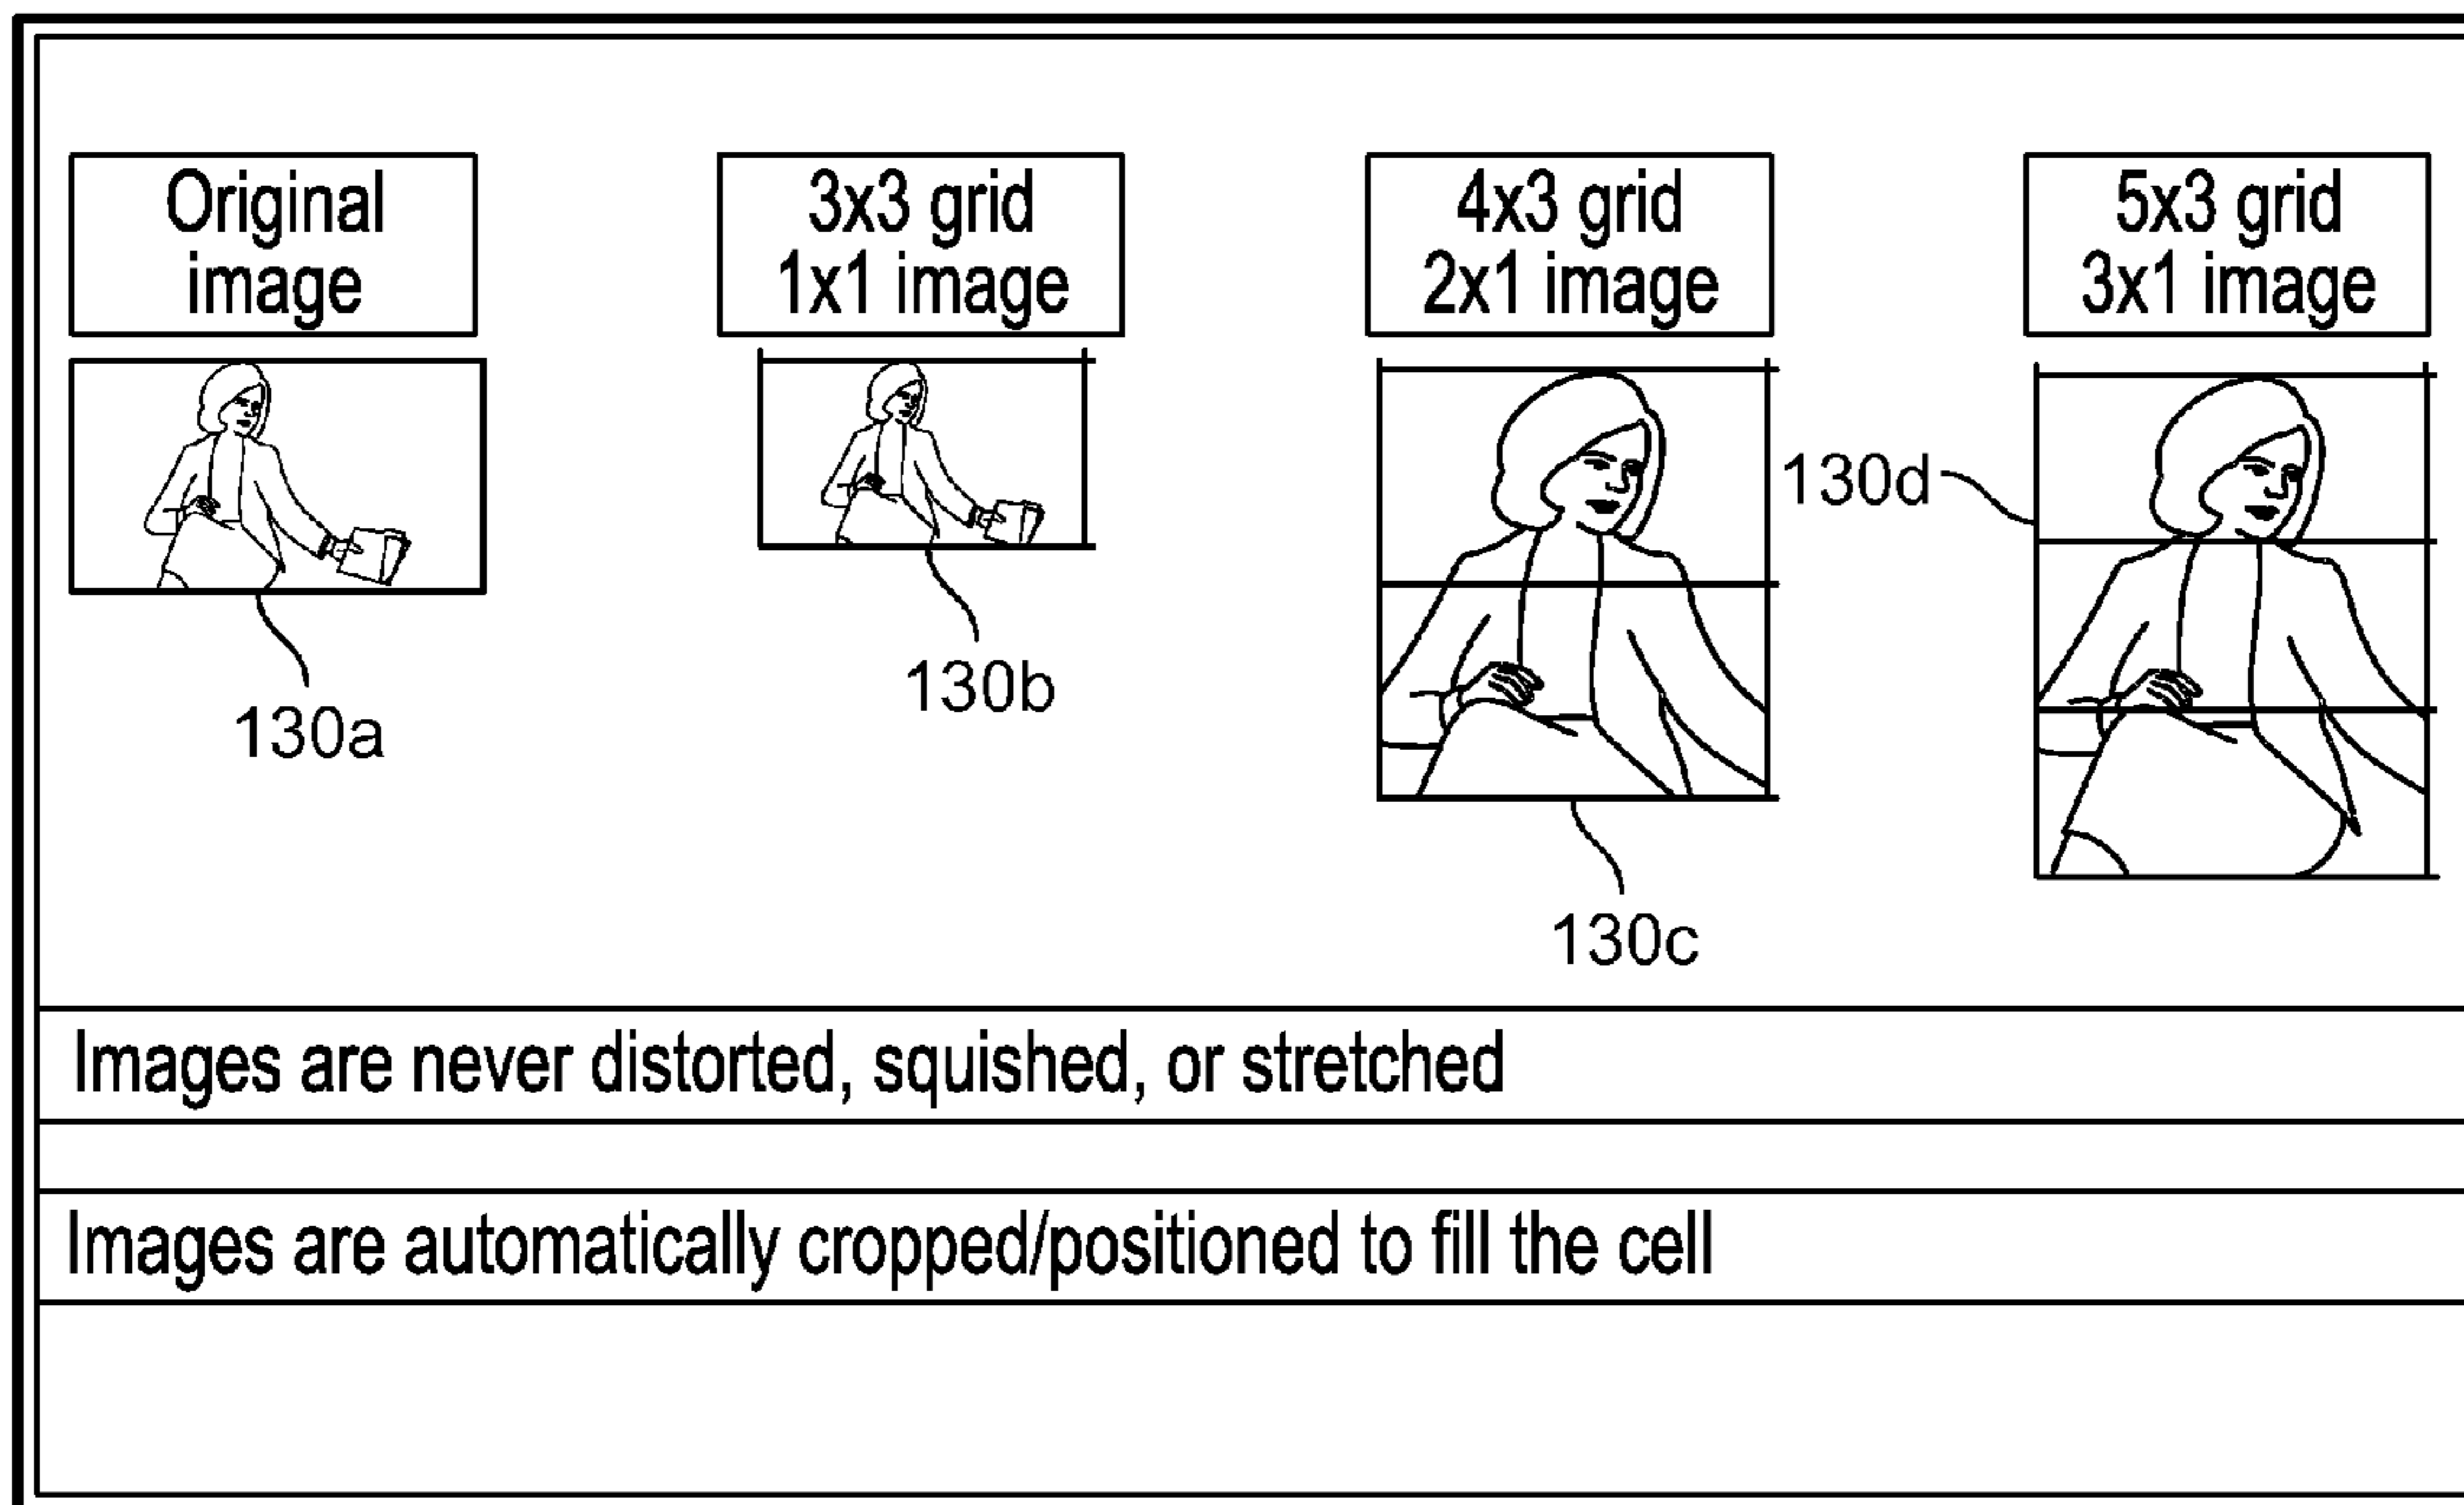 Original
image
3x3 grid
1x1 image
4x3 grid
2x1 image
5x3 grid
3x1 image
130a
130b
130c
130d
Images are never distorted, squished, or stretched
Images are automatically cropped/positioned to fill the cell